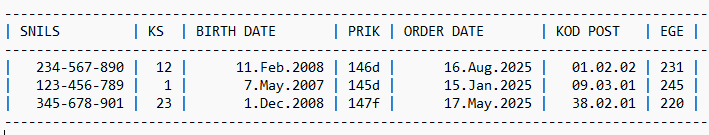 | SNILS | KS | BIRTH DATE | PRIK | ORDER DATE | KOD POST | EGE |
| 234-567-890 | 12 | 11.Feb.2008 | 146d | 16.Aug.2025 | 01.02.02 | 231 |
| 123-456-789 | 1 | 7.May.2007 | 145d | 15.Jan.2025 | 09.03.01 | 245 |
| 345-678-901 | 23 | 1.Dec.2008 | 147f | 17.May.2025 | 38.02.01 | 220 |